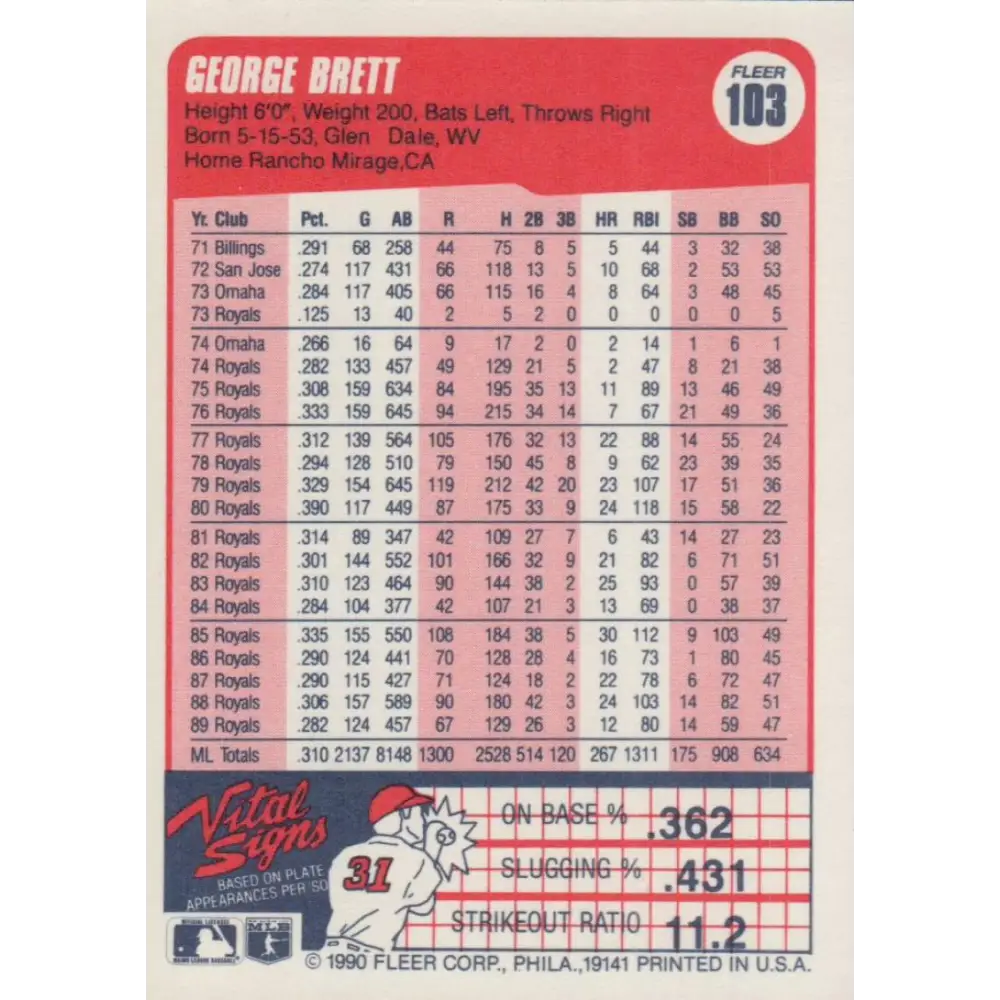 GEORGE BRETT
FLEER
103
Height 6'0", Weight 200, Bats Left, Throws Right
Born 5-15-53, Glen Dale, WV
Home Rancho Mirage,CA
Yr. Club Pct. G AB R H 2B 3B HR RBI SB BB SO
71 Billings .291 68 258 44 75 8 5 5 44 3 32 38
72 San Jose .274 117 431 66 118 13 5 10 68 2 53 53
73 Omaha .284 117 405 66 115 16 4 8 64 3 48 45
73 Royals .125 13 40 2 5 2 0 0 0 0 0 5
74 Omaha .266 16 64 9 17 2 0 2 14 1 6 1
74 Royals .282 133 457 49 129 21 5 2 47 8 21 38
75 Royals .308 159 634 84 195 35 13 11 89 13 46 49
76 Royals .333 159 645 94 215 34 14 7 67 21 49 36
77 Royals .312 139 564 105 176 32 13 22 88 14 55 24
78 Royals .294 128 510 79 150 45 8 9 62 23 39 35
79 Royals .329 154 645 119 212 42 20 23 107 17 51 36
80 Royals .390 117 449 87 175 33 9 24 118 15 58 22
81 Royals .314 89 347 42 109 27 7 6 43 14 27 23
82 Royals .301 144 552 101 166 32 9 21 82 6 71 51
83 Royals .310 123 464 90 144 38 2 25 93 0 57 39
84 Royals .284 104 377 42 107 21 3 13 69 0 38 37
85 Royals .335 155 550 108 184 38 5 30 112 9 103 49
86 Royals .290 124 441 70 128 28 4 16 73 1 80 45
87 Royals .290 115 427 71 124 18 2 22 78 6 72 47
88 Royals .306 157 589 90 180 42 3 24 103 14 82 51
89 Royals .282 124 457 67 129 26 3 12 80 14 59 47
ML Totals .310 2137 8148 1300 2528 514 120 267 1311 175 908 634
Vital
Signs
BASED ON PLATE
APPEARANCES PER SO
31
ON BASE % .362
SLUGGING % .431
STRIKEOUT RATIO 11.2
MLB
© 1990 FLEER CORP., PHILA.,19141 PRINTED IN U.S.A.